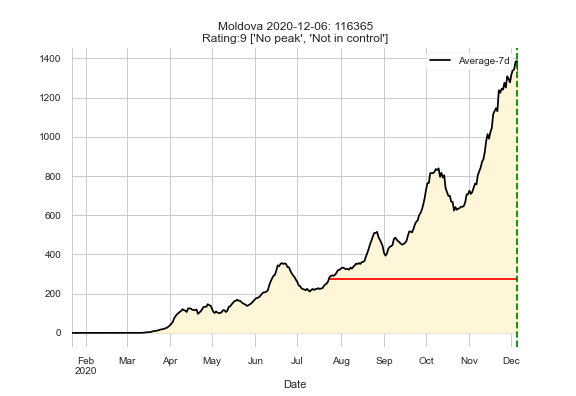 Moldova 2020-12-06: 116365
Rating:9 ['No peak', 'Not in control']
Average-7d
1400
1200
1000
800
600
400
200
0
Feb Mar Apr May Jun Jul Aug Sep Oct Nov Dec
2020
Date